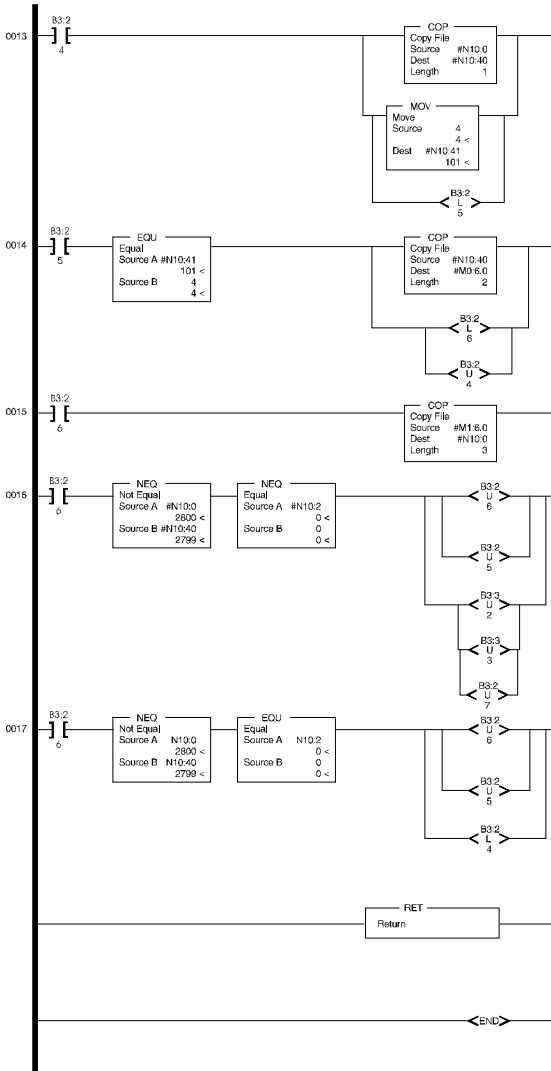 B3:2
0013
4
COP
Copy File
Source #N10:0
Dest #N10:40
Length 1
MOV
Move
Source 4
4 <
Dest #N10:41
101 <
B3:2
L
5
B3:2
0014
5
EQU
Equal
Source A #N10:41
101 <
Source B 4
4 <
COP
Copy File
Source #N10:40
Dest #M0:6.0
Length 2
B3:2
L
6
B3:2
U
4
B3:2
0015
6
COP
Copy File
Source #M1:6.0
Dest #N10:0
Length 3
B3:2
0016
6
NEQ
Not Equal
Source A #N10:0
2800 <
Source B #N10:40
2799 <
NEQ
Equal
Source A #N10:2
0 <
Source B 0
0 <
B3:2
U
6
B3:2
U
5
B3:3
U
2
B3:3
U
3
B3:2
U
7
B3:2
0017
6
NEQ
Not Equal
Source A N10:0
2800 <
Source B N10:40
2799 <
EQU
Equal
Source A N10:2
0 <
Source B 0
0 <
B3:2
U
6
B3:2
U
5
B3:2
L
4
RET
Return
END